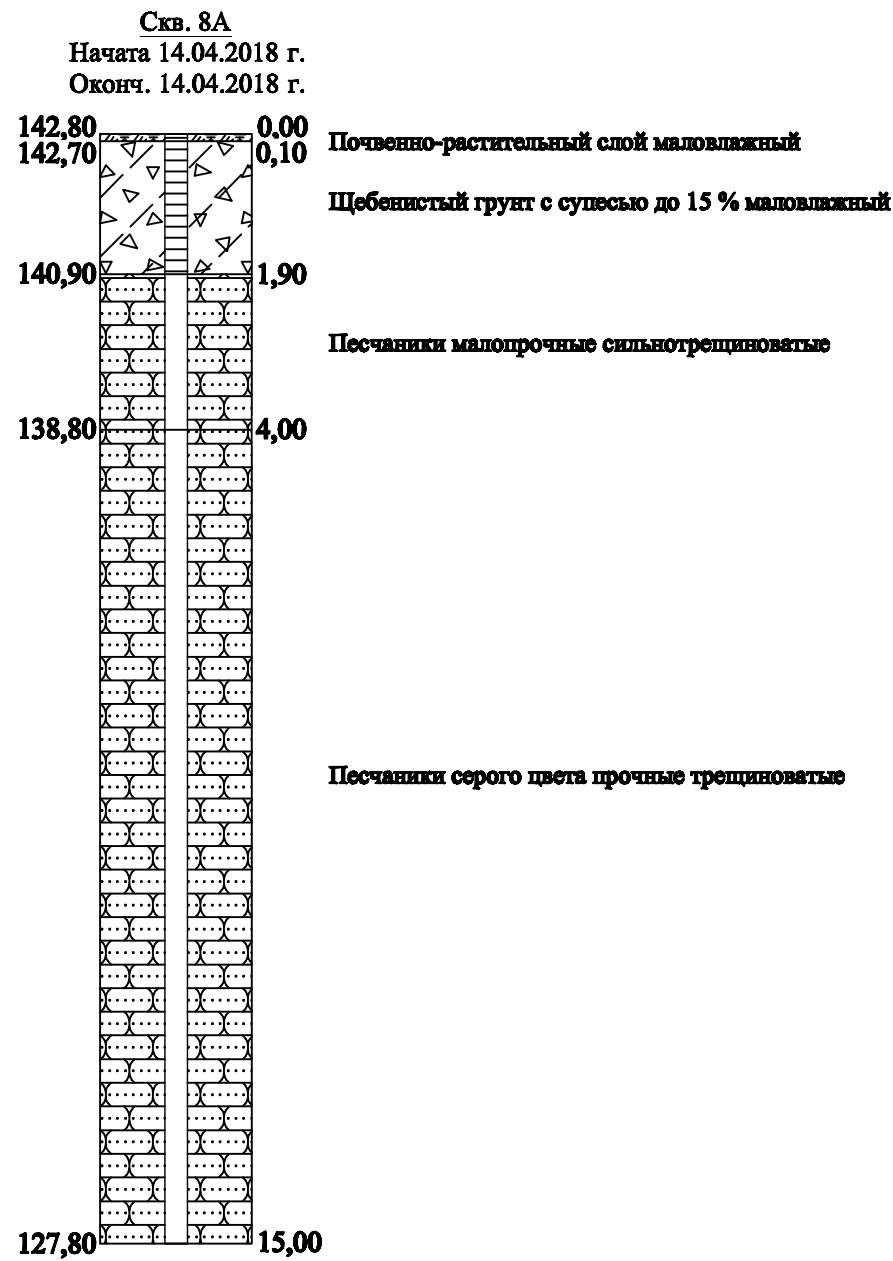 Скв. 8А
Начата 14.04.2018 г.
Оконч. 14.04.2018 г.
142,80 0,00
Почвенно-растительный слой маловлажный
142,70 0,10
Щебенистый грунт с супесью до 15 % маловлажный
140,90 1,90
Песчаники малопрочные сильнотрещиноватые
138,80 4,00
Песчаники серого цвета прочные трещиноватые
127,80 15,00